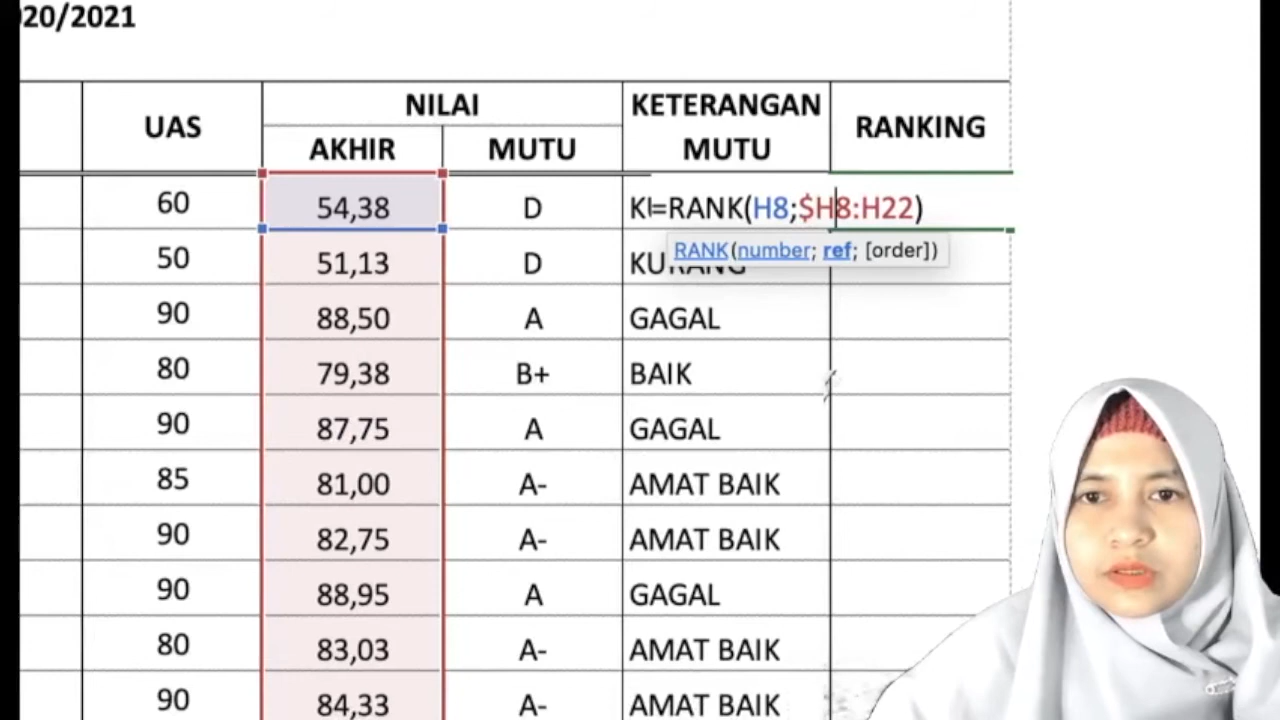 020/2021
UAS NILAI KETERANGAN MUTU RANKING
AKHIR MUTU
60 54,38 D K =RANK(H8;$H8:H22)
RANK(number; ref; [order])
50 51,13 D KURANG
90 88,50 A GAGAL
80 79,38 B+ BAIK
90 87,75 A GAGAL
85 81,00 A- AMAT BAIK
90 82,75 A- AMAT BAIK
90 88,95 A GAGAL
80 83,03 A- AMAT BAIK
90 84,33 A- AMAT BAIK